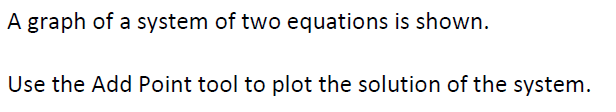 A graph of a system of two equations is shown.
Use the Add Point tool to plot the solution of the system.